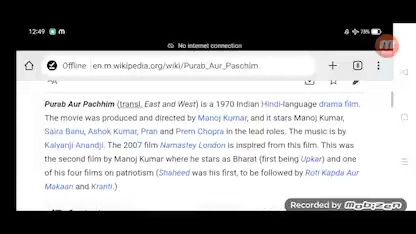 12:49 m 78%
No internet connection
Offline en.m.wikipedia.org/wiki/Purab_Aur_Paschim 8
Purab Aur Pachhim (transl. East and West) is a 1970 Indian Hindi-language drama film.
The movie was produced and directed by Manoj Kumar, and it stars Manoj Kumar,
Saira Banu, Ashok Kumar, Pran and Prem Chopra in the lead roles. The music is by
Kalyanji Anandji. The 2007 film Namastey London is inspired from this film. This was
the second film by Manoj Kumar where he stars as Bharat (first being Upkar) and one
of his four films on patriotism (Shaheed was his first, to be followed by Roti Kapda Aur
Makaan and Kranti.)
Recorded by mobizen